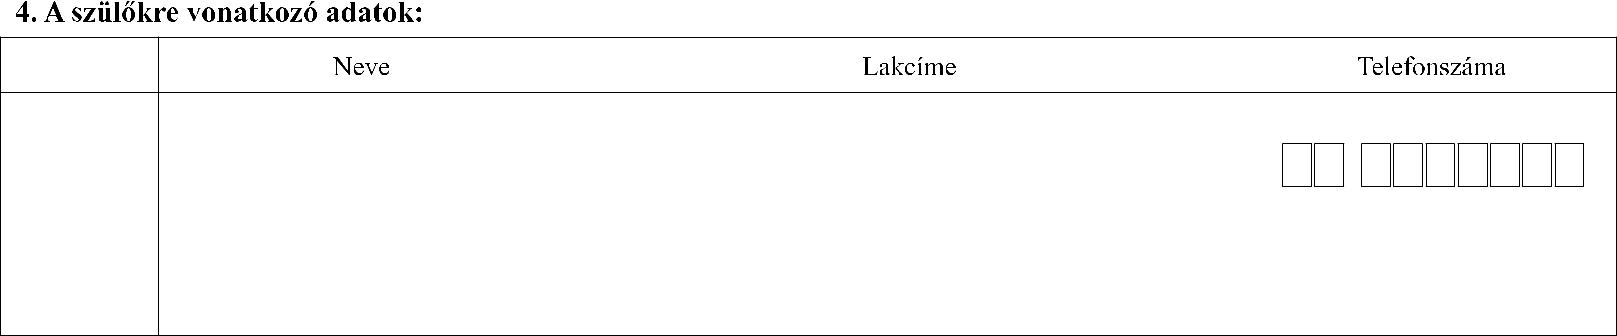 4. A szülőkre vonatkozó adatok:
Neve Lakcíme Telefonszáma